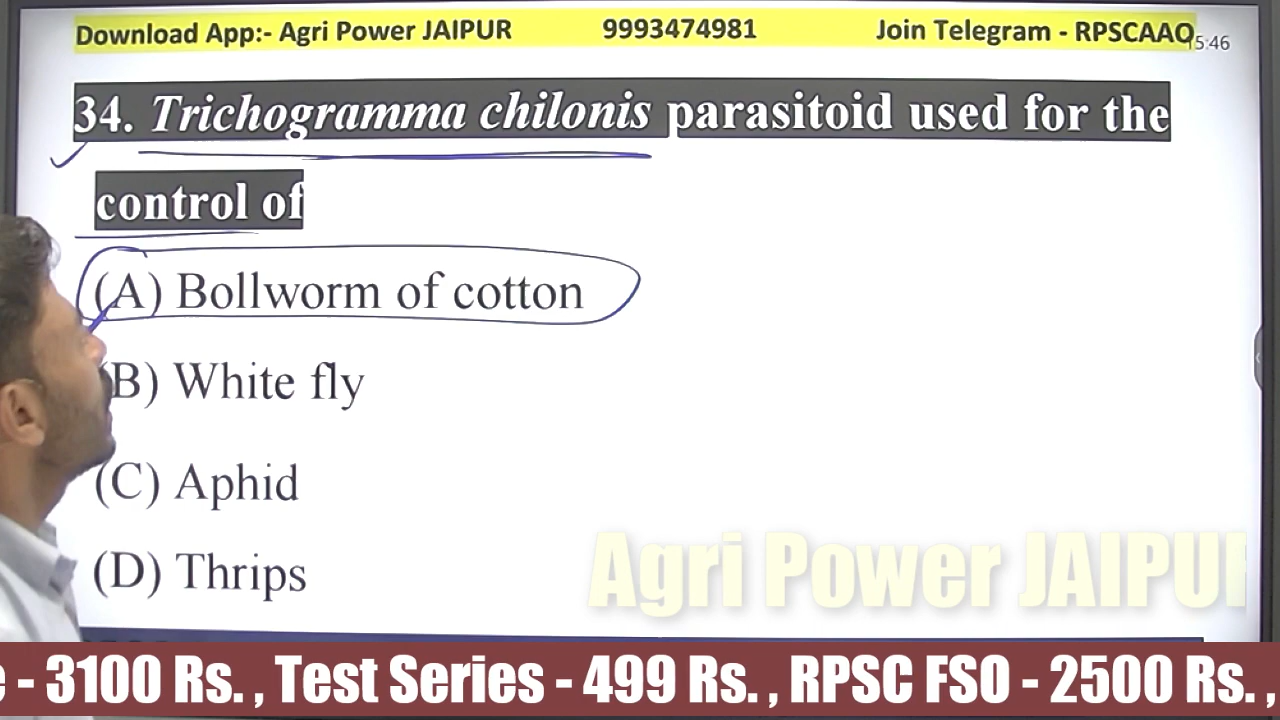 Download App:- Agri Power JAIPUR 9993474981 Join Telegram - RPSCAAO
5:46
34. Trichogramma chilonis parasitoid used for the
control of
(A) Bollworm of cotton
(B) White fly
(C) Aphid
(D) Thrips
Agri Power JAIPUR
- 3100 Rs. , Test Series - 499 Rs. , RPSC FSO - 2500 Rs. ,